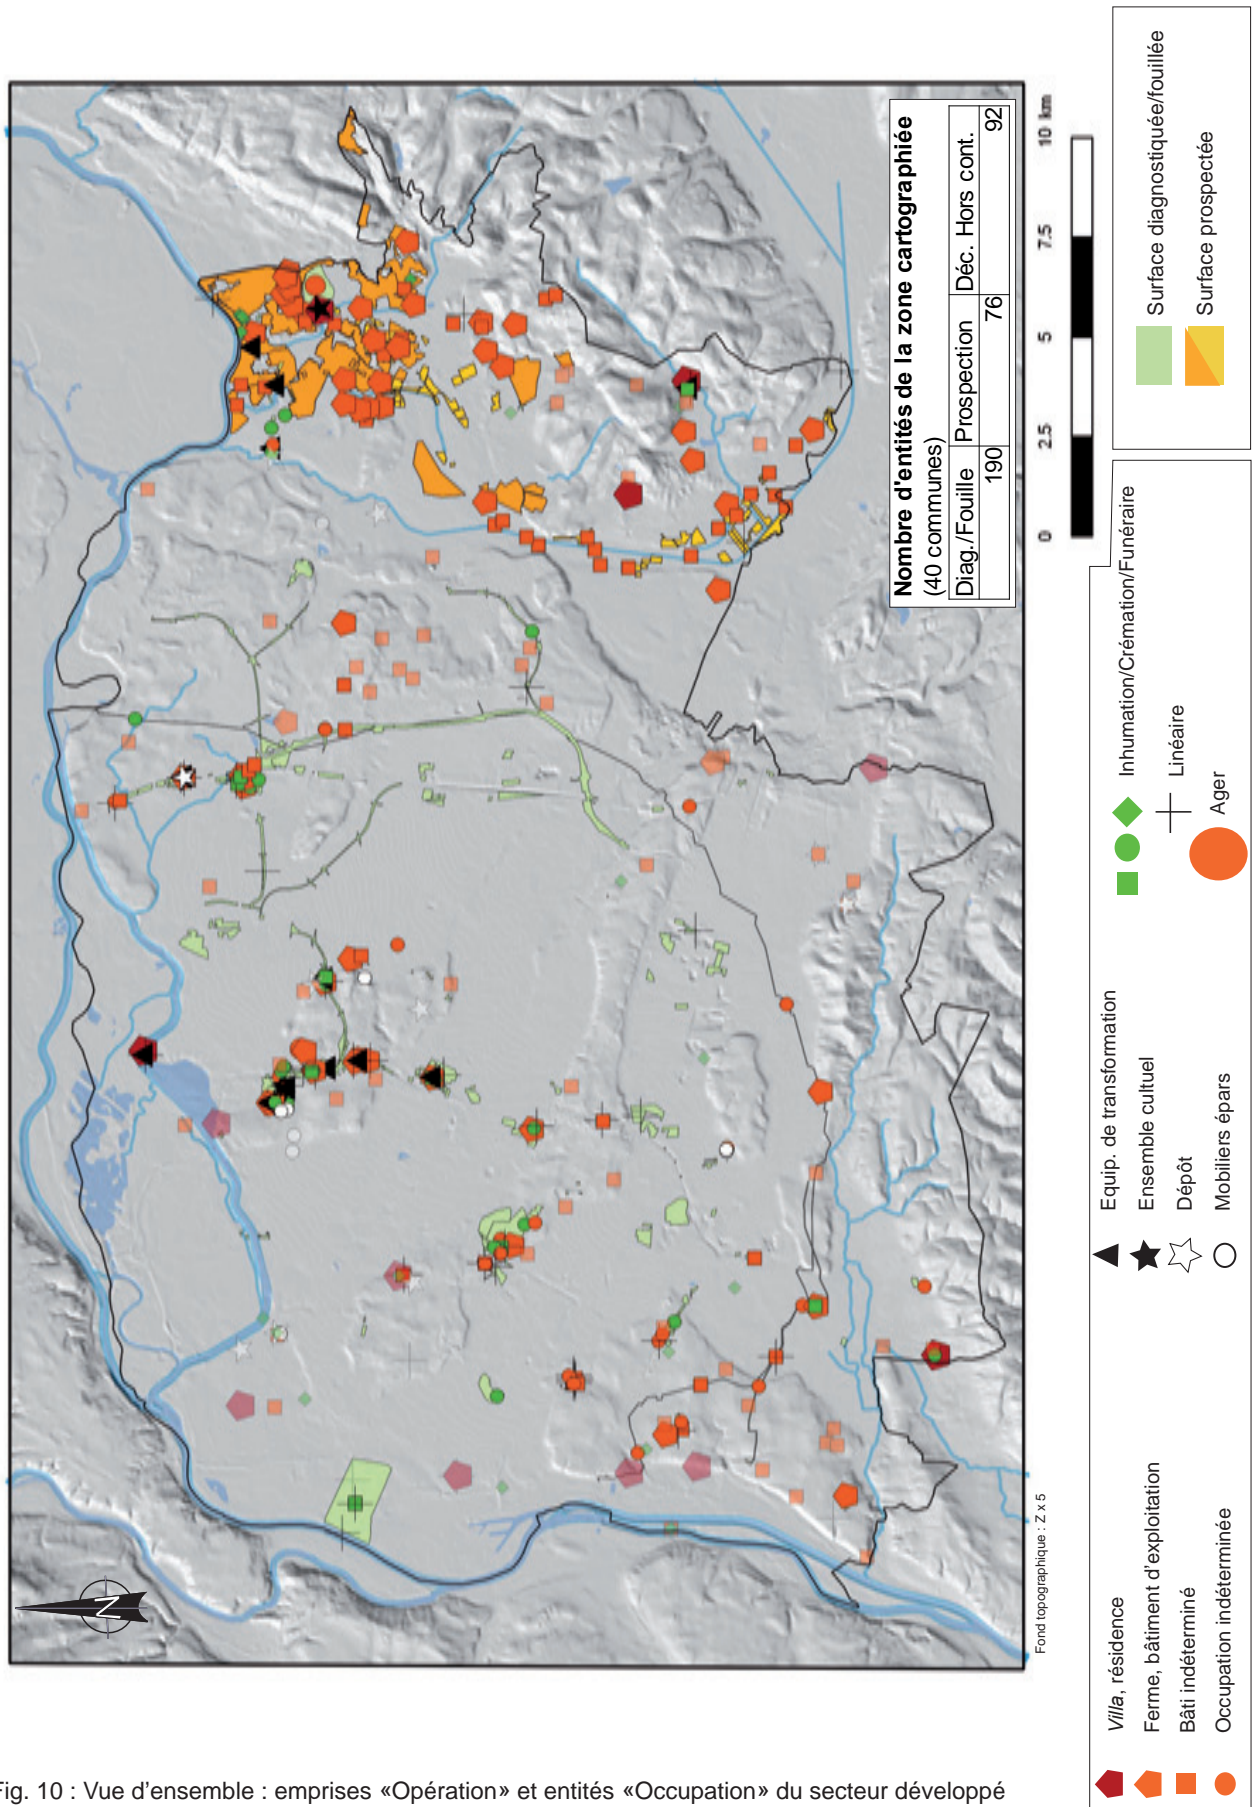 N
Nombre d'entités de la zone cartographiée
(40 communes)
Diag./Fouille Prospection Déc. Hors cont.
190 76 92
Fond topographique : Z x 5
0 2.5 5 7.5 10 km
Villa, résidence
Ferme, bâtiment d'exploitation
Bâti indéterminé
Occupation indéterminée
Equip. de transformation
Ensemble cultuel
Dépôt
Mobiliers épars
Inhumation/Crémation/Funéraire
Linéaire
Ager
Surface diagnostiquée/fouillée
Surface prospectée
Fig. 10 : Vue d'ensemble : emprises «Opération» et entités «Occupation» du secteur développé